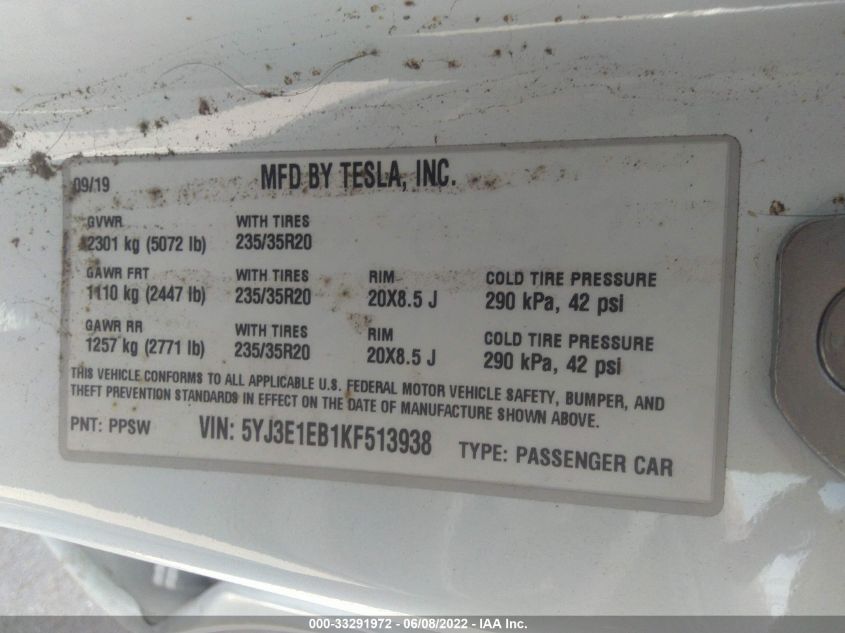 09/19
MFD BY TESLA, INC.
GVWR WITH TIRES
2301 kg (5072 lb) 235/35R20
GAWR FRT WITH TIRES RIM COLD TIRE PRESSURE
1110 kg (2447 lb) 235/35R20 20X8.5 J 290 kPa, 42 psi
GAWR RR WITH TIRES RIM COLD TIRE PRESSURE
1257 kg (2771 lb) 235/35R20 20X8.5 J 290 kPa, 42 psi
THIS VEHICLE CONFORMS TO ALL APPLICABLE U.S. FEDERAL MOTOR VEHICLE SAFETY, BUMPER, AND
THEFT PREVENTION STANDARDS IN EFFECT ON THE DATE OF MANUFACTURE SHOWN ABOVE.
PNT: PPSW VIN: 5YJ3E1EB1KF513938 TYPE: PASSENGER CAR
000-33291972 - 06/08/2022 - IAA Inc.